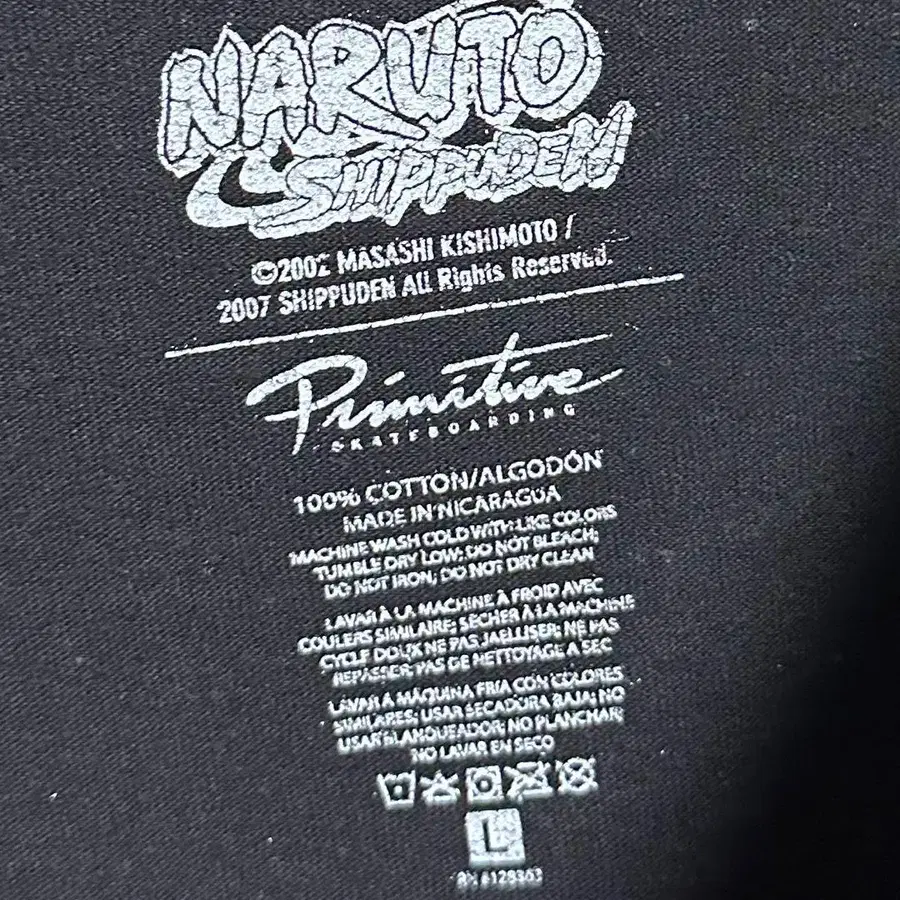 NARUTO
SHIPPUDEN
©2002 MASASHI KISHIMOTO /
2007 SHIPPUDEN All Rights Reserved.
Primitive
SKATEBOARDING
100% COTTON/ALGODÓN
MADE IN NICARAGUA
MACHINE WASH COLD WITH LIKE COLORS
TUMBLE DRY LOW; DO NOT BLEACH;
DO NOT IRON; DO NOT DRY CLEAN
LAVAR À LA MACHINE À FROID AVEC
COULERS SIMILAIRE; SÉCHER À LA MACHINE
CYCLE DOUX NE PAS JAELLISER; NE PAS
REPASSER; PAS DE NETTOYAGE A SEC
LAVAR A MÁQUINA FRIA CON COLORES
SIMILARES; USAR SECADORA BAJA; NO
USAR BLANQUEADOR; NO PLANCHAR;
NO LAVAR EN SECO
L
RN #128363